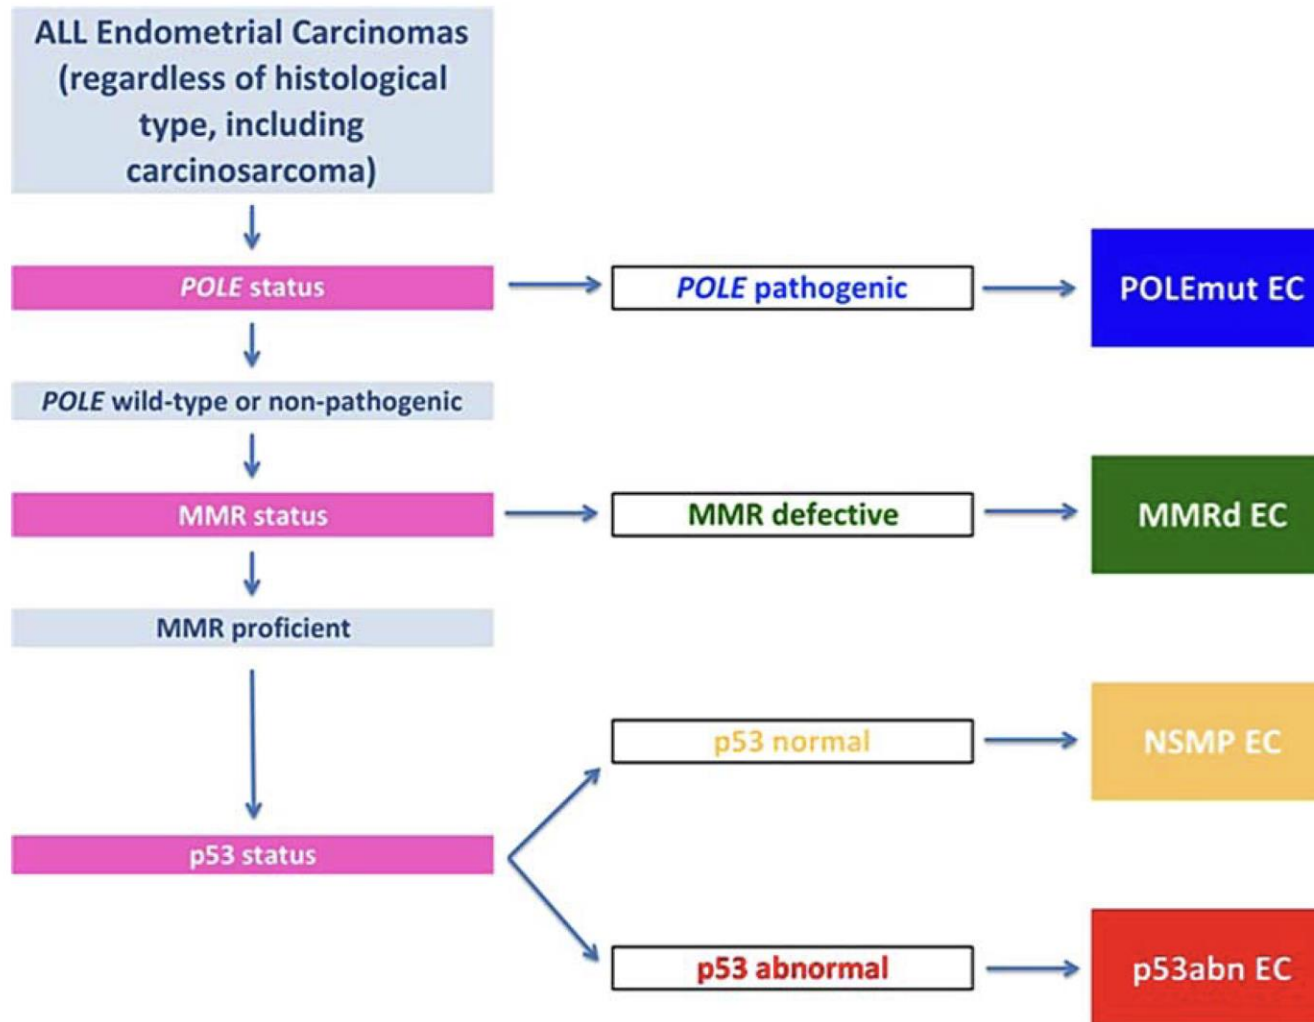 ALL Endometrial Carcinomas
(regardless of histological
type, including
carcinosarcoma)
POLE status
POLE pathogenic
POLEmut EC
POLE wild-type or non-pathogenic
MMR status
MMR defective
MMRd EC
MMR proficient
p53 normal
NSMP EC
p53 status
p53 abnormal
p53abn EC